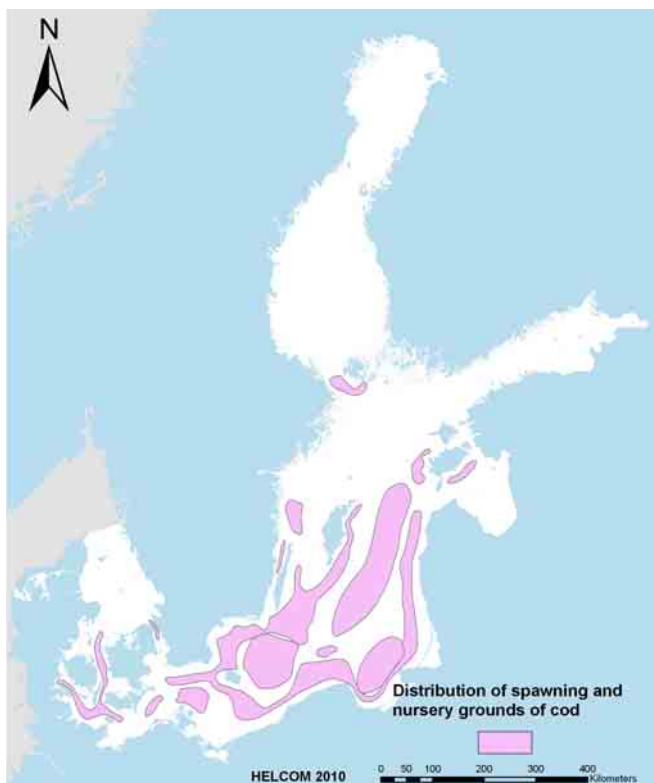 N
Distribution of spawning and
nursery grounds of cod
HELCOM 2010
0 50 100 200 300 400
Kilometers